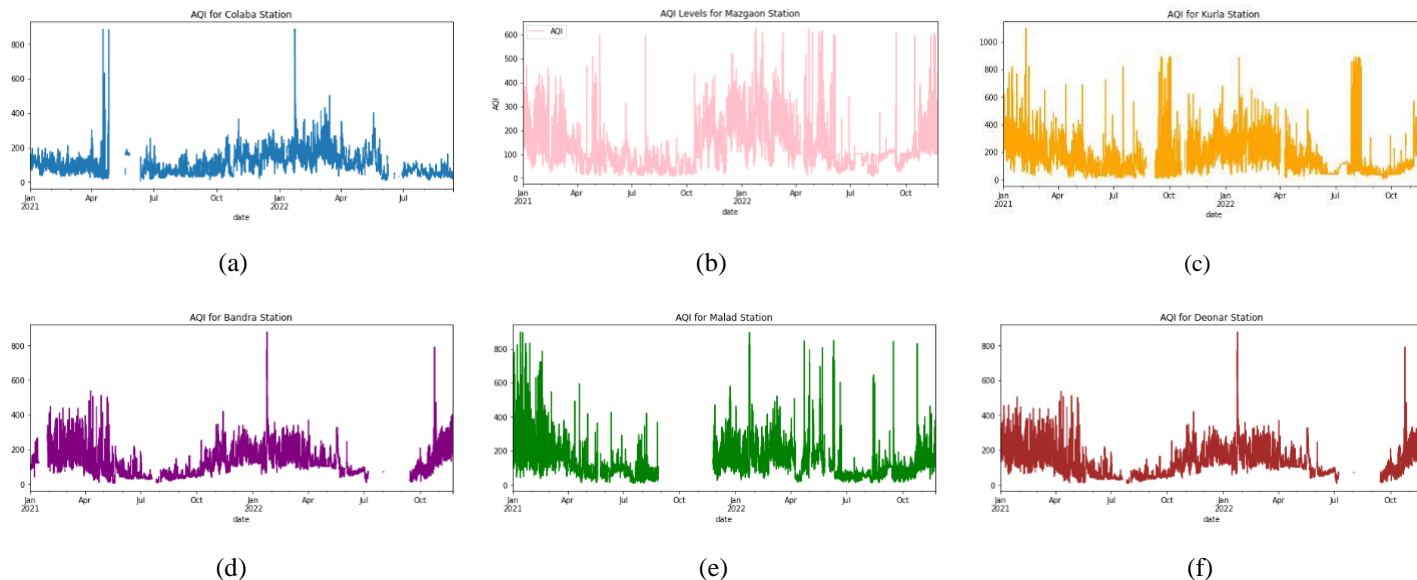 AQI for Colaba Station
800
600
400
200
0
Jan
2021
Apr
Jul
Oct
Jan
2022
Apr
Jul
date
(a)
AQI Levels for Mazgaon Station
AQI
AQI
600
500
400
300
200
100
0
Jan
2021
Apr
Jul
Oct
Jan
2022
Apr
Jul
Oct
date
(b)
AQI for Kurla Station
1000
800
600
400
200
0
Jan
2021
Apr
Jul
Oct
Jan
2022
Apr
Jul
Oct
date
(c)
AQI for Bandra Station
800
600
400
200
0
Jan
2021
Apr
Jul
Oct
Jan
2022
Apr
Jul
Oct
date
(d)
AQI for Malad Station
800
600
400
200
0
Jan
2021
Apr
Jul
Oct
Jan
2022
Apr
Jul
Oct
date
(e)
AQI for Deonar Station
800
600
400
200
0
Jan
2021
Apr
Jul
Oct
Jan
2022
Apr
Jul
Oct
date
(f)